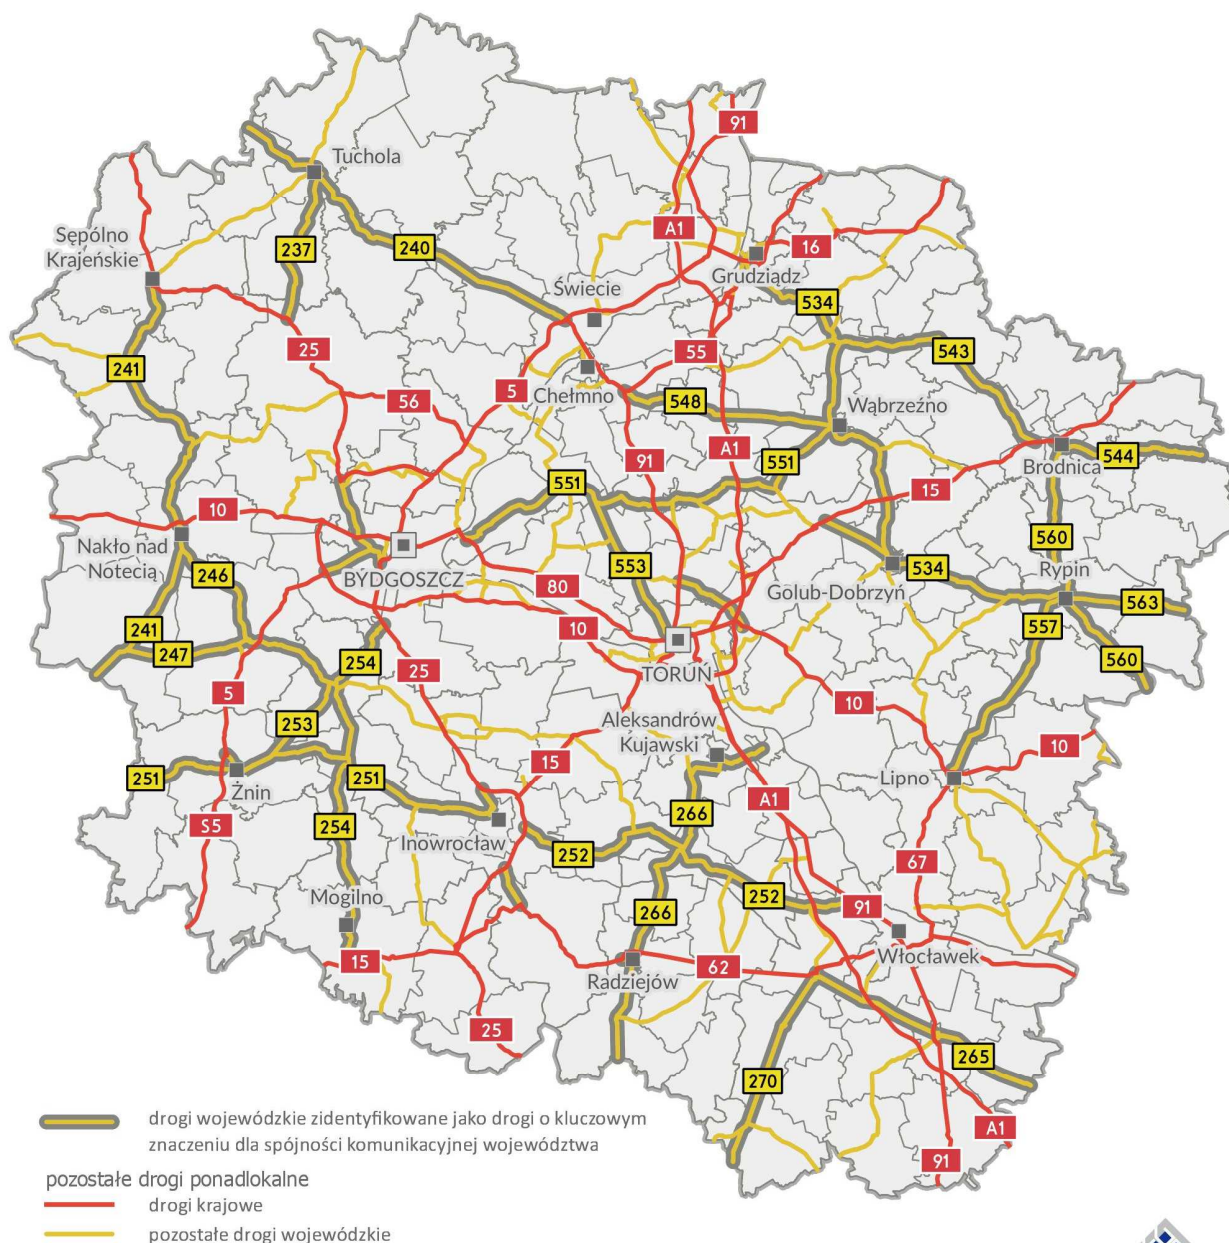 91
Tuchola
A1
Sępólno
Krajeńskie
237
240
16
Grudziądz
Świecie
534
25
55
543
241
5
Chełmno
56
548
Wąbrzeźno
A1
91
551
Brodnica
544
551
15
10
Nakło nad
Notecią
560
BYDGOSZCZ
246
553
80
Golub-Dobrzyń
534
Rypin
563
241
10
557
247
254
25
TORUŃ
560
5
10
253
Aleksandrów
Kujawski
10
15
251
Żnin
251
Lipno
A1
S5
254
266
Inowrocław
252
67
Mogilno
252
91
266
Włocławek
15
62
Radziejów
25
265
270
drogi wojewódzkie zidentyfikowane jako drogi o kluczowym
znaczeniu dla spójności komunikacyjnej województwa
A1
91
pozostałe drogi ponadlokalne
drogi krajowe
pozostałe drogi wojewódzkie